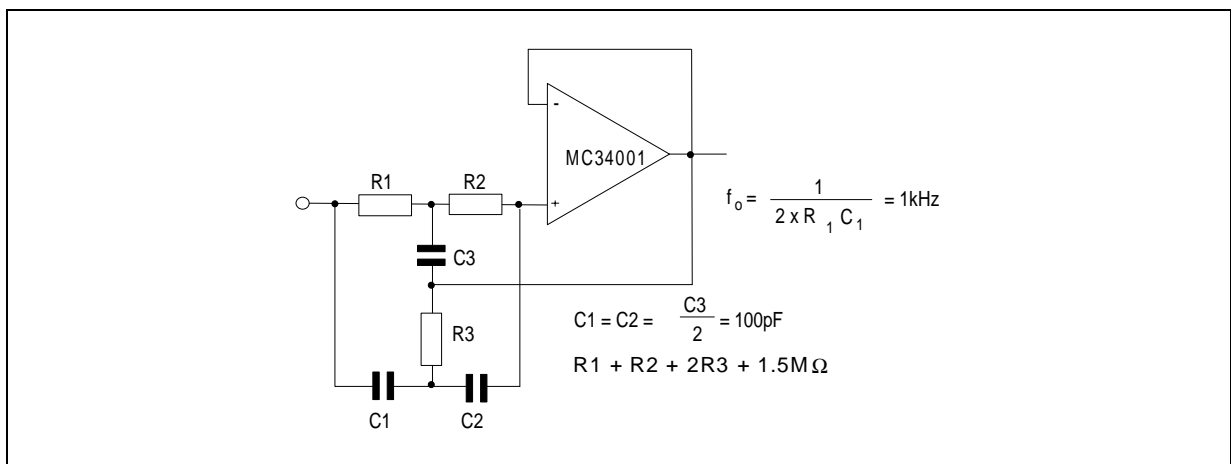 -
MC34001
R1 R2
+
C3
f o = 1 / 2 x R 1 C 1 = 1kHz
R3
C1 = C2 = C3 / 2 = 100pF
R1 + R2 + 2R3 + 1.5MΩ
C1 C2